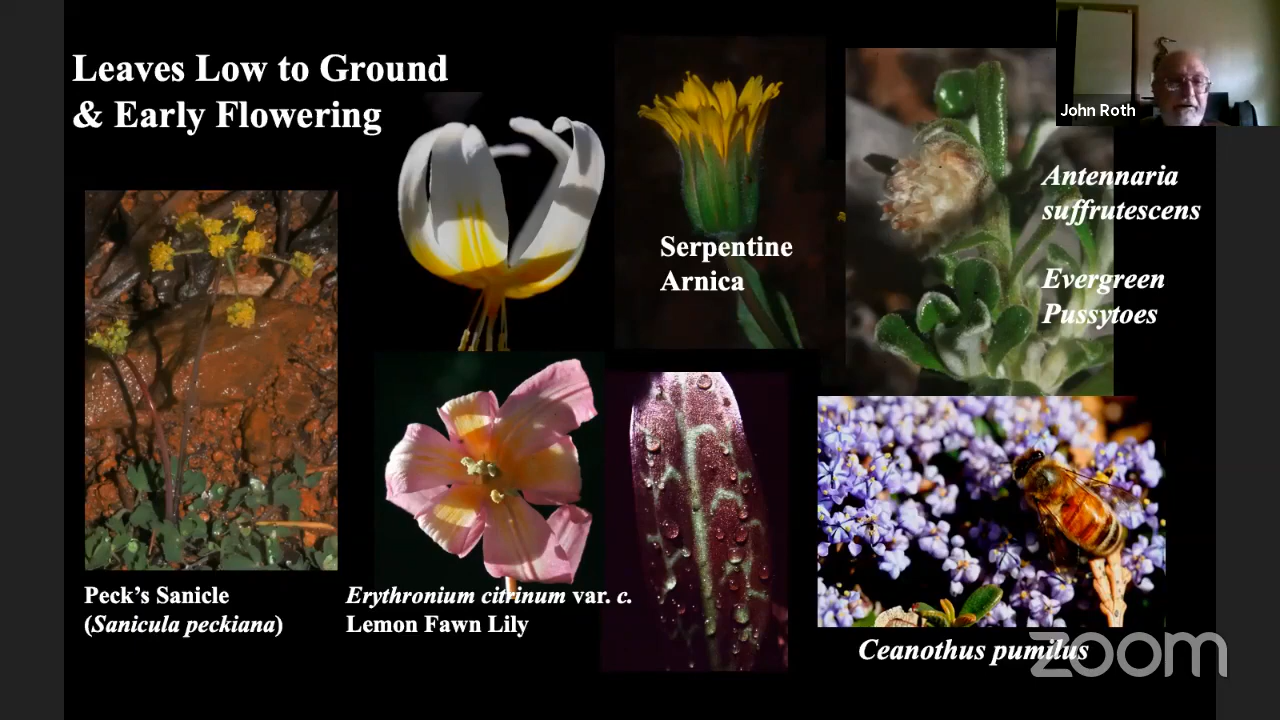 Leaves Low to Ground
& Early Flowering
John Roth
Antennaria
suffrutescens
Evergreen
Pussytoes
Serpentine
Arnica
Peck’s Sanicle
(Sanicula peckiana)
Erythronium citrinum var. c.
Lemon Fawn Lily
Ceanothus pumilus
zoom